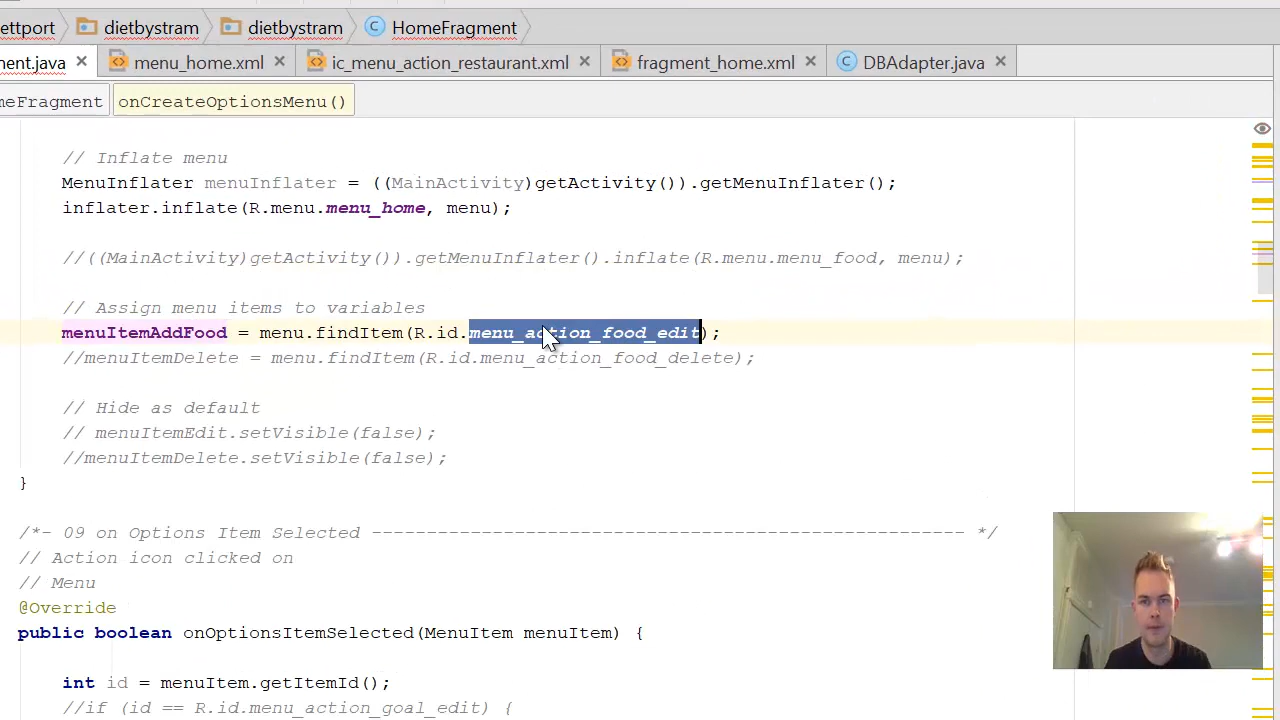 ettport dietbystram dietbystram HomeFragment
ment.java menu_home.xml ic_menu_action_restaurant.xml fragment_home.xml DBAdapter.java
meFragment onCreateOptionsMenu()
// Inflate menu
MenuInflater menuInflater = ((MainActivity)getActivity()).getMenuInflater();
inflater.inflate(R.menu.menu_home, menu);
//((MainActivity)getActivity()).getMenuInflater().inflate(R.menu.menu_food, menu);
// Assign menu items to variables
menuItemAddFood = menu.findItem(R.id.menu_action_food_edit);
//menuItemDelete = menu.findItem(R.id.menu_action_food_delete);
// Hide as default
// menuItemEdit.setVisible(false);
//menuItemDelete.setVisible(false);
}
/*- 09 on Options Item Selected ------------------------------------------------------ */
// Action icon clicked on
// Menu
@Override
public boolean onOptionsItemSelected(MenuItem menuItem) {
int id = menuItem.getItemId();
//if (id == R.id.menu_action_goal_edit) {